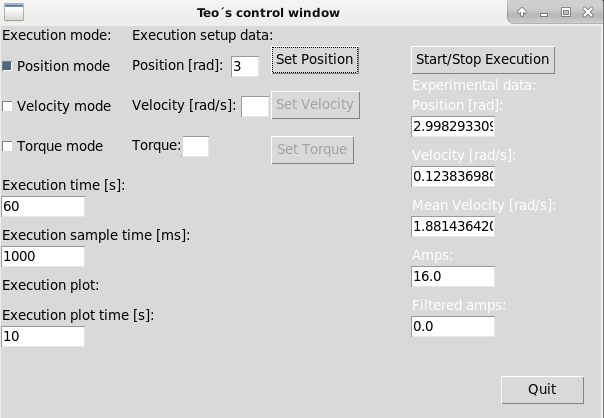 Teo´s control window
Execution mode: Execution setup data:
Position mode Position [rad]: 3 Set Position Start/Stop Execution
Experimental data:
Position [rad]:
Velocity mode Velocity [rad/s]: Set Velocity
2.998293309
Torque mode Torque: Set Torque
Velocity [rad/s]:
0.123836980
Execution time [s]:
60
Mean Velocity [rad/s]:
1.881436420
Execution sample time [ms]:
1000
Amps:
16.0
Execution plot:
Filtered amps:
0.0
Execution plot time [s]:
10
Quit